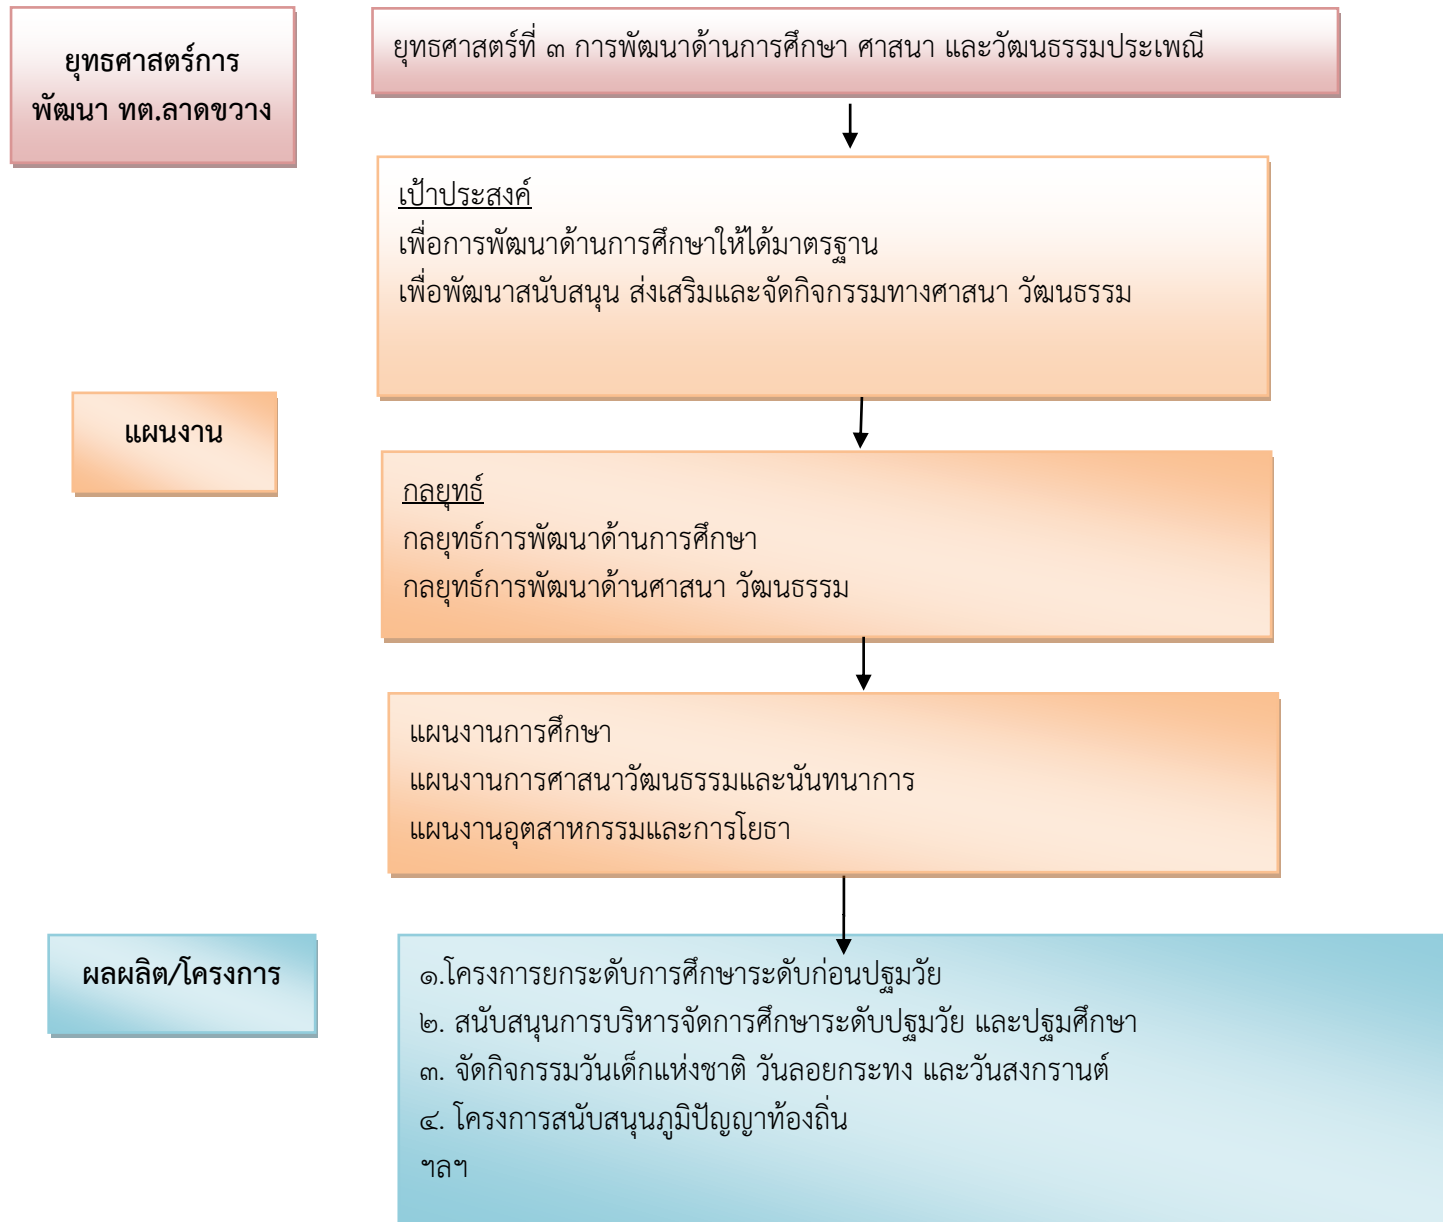 ยุทธศาสตร์การ
พัฒนา ทต.ลาดขวาง
ยุทธศาสตร์ที่ ๓ การพัฒนาด้านการศึกษา ศาสนา และวัฒนธรรมประเพณี
เป้าประสงค์
เพื่อการพัฒนาด้านการศึกษาให้ได้มาตรฐาน
เพื่อพัฒนาสนับสนุน ส่งเสริมและจัดกิจกรรมทางศาสนา วัฒนธรรม
แผนงาน
กลยุทธ์
กลยุทธ์การพัฒนาด้านการศึกษา
กลยุทธ์การพัฒนาด้านศาสนา วัฒนธรรม
แผนงานการศึกษา
แผนงานการศาสนาวัฒนธรรมและนันทนาการ
แผนงานอุตสาหกรรมและการโยธา
ผลผลิต/โครงการ
๑.โครงการยกระดับการศึกษาระดับก่อนปฐมวัย
๒. สนับสนุนการบริหารจัดการศึกษาระดับปฐมวัย และปฐมศึกษา
๓. จัดกิจกรรมวันเด็กแห่งชาติ วันลอยกระทง และวันสงกรานต์
๔. โครงการสนับสนุนภูมิปัญญาท้องถิ่น
ฯลฯ